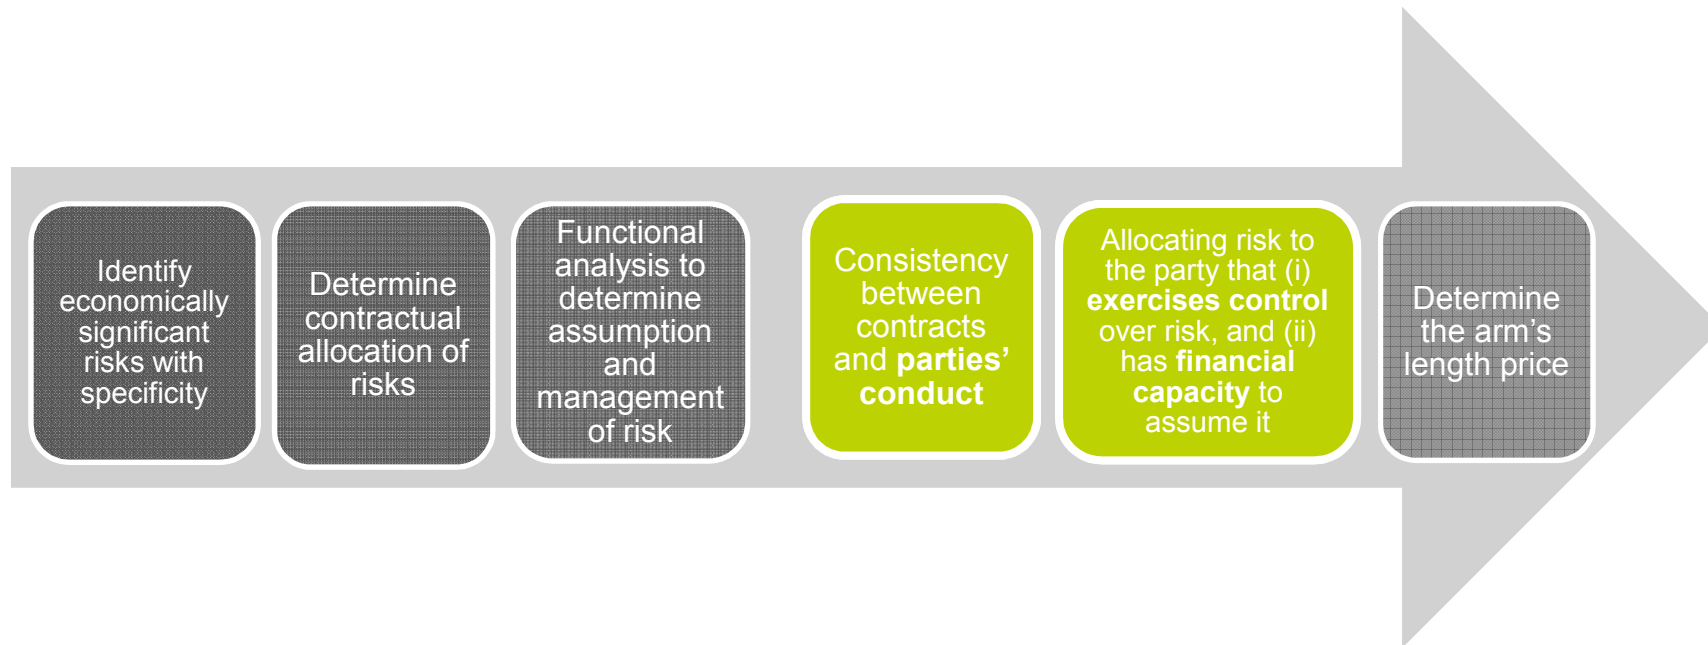 Identify
economically
significant
risks with
specificity
Determine
contractual
allocation of
risks
Functional
analysis to
determine
assumption
and
management
of risk
Consistency
between
contracts
and parties’
conduct
Allocating risk to
the party that (i)
exercises control
over risk, and (ii)
has financial
capacity to
assume it
Determine
the arm’s
length price